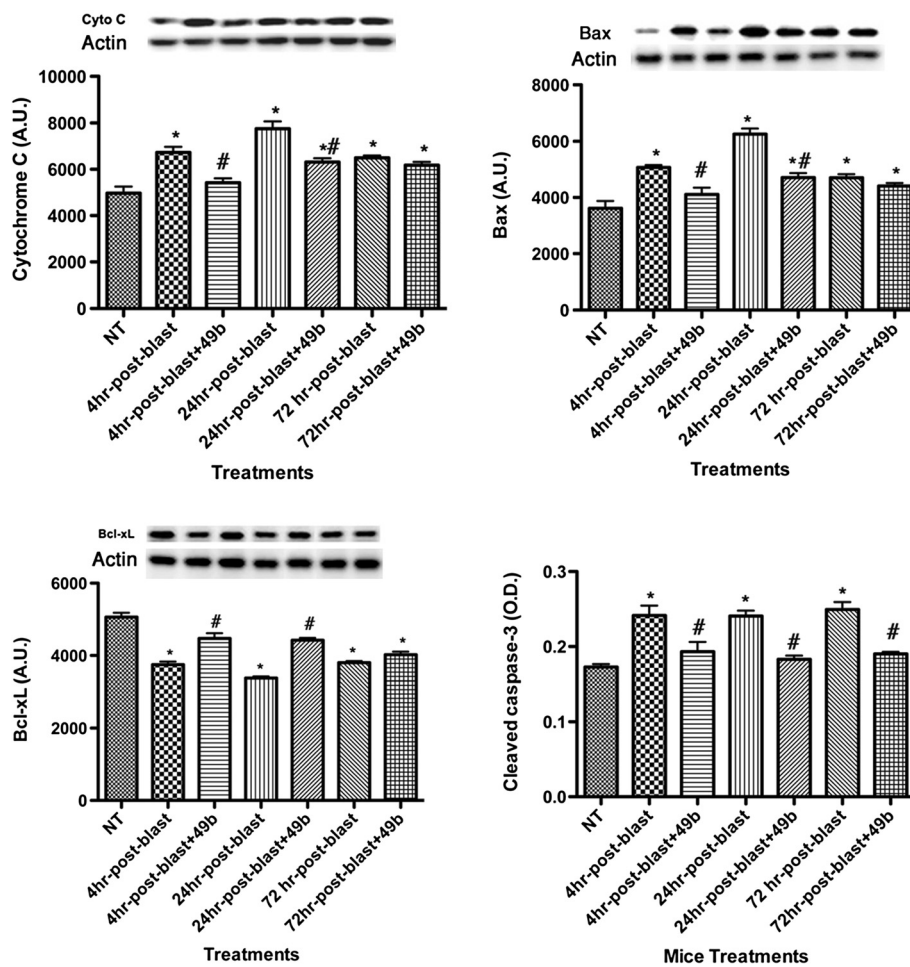 Cyto C
Actin
Cytochrome C (A.U.)
10000
8000
6000
4000
2000
0
*
#
*
*#
*
*
NT
4hr-post-blast
4hr-post-blast+49b
24hr-post-blast
24hr-post-blast+49b
72 hr-post-blast
72hr-post-blast+49b
Treatments
Bax
Actin
Bax (A.U.)
8000
6000
4000
2000
0
*
#
*
*#
*
*
NT
4hr-post-blast
4hr-post-blast+49b
24hr-post-blast
24hr-post-blast+49b
72 hr-post-blast
72hr-post-blast+49b
Treatments
Bcl-xL
Actin
Bcl-xL (A.U.)
6000
4000
2000
0
*
#
*
#
*
*
NT
4hr-post-blast
4hr-post-blast+49b
24hr-post-blast
24hr-post-blast+49b
72 hr-post-blast
72hr-post-blast+49b
Treatments
Cleaved caspase-3 (O.D.)
0.3
0.2
0.1
0.0
*
#
*
#
*
#
NT
4hr-post-blast
4hr-post-blast+49b
24hr-post-blast
24hr-post-blast+49b
72 hr-post-blast
72hr-post-blast+49b
Mice Treatments